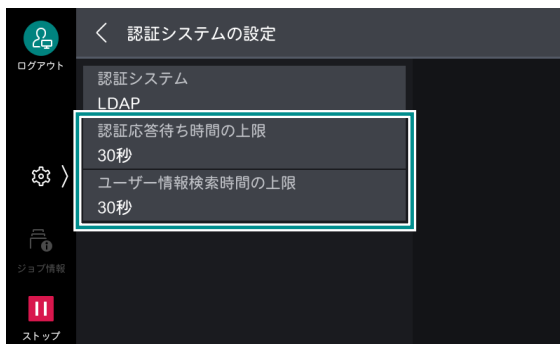 認証システムの設定
ログアウト
認証システム
LDAP
認証応答待ち時間の上限
30秒
ユーザー情報検索時間の上限
30秒
ジョブ情報
ストップ